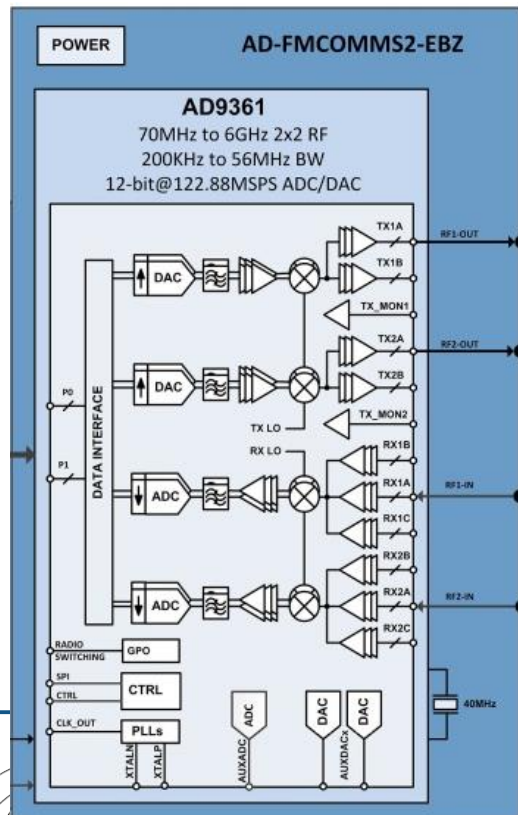 POWER
AD-FMCOMMS2-EBZ
AD9361
70MHz to 6GHz 2x2 RF
200KHz to 56MHz BW
12-bit@122.88MSPS ADC/DAC
TX1A
RF1-OUT
DAC
TX1B
TX_MON1
TX2A
RF2-OUT
DAC
TX2B
P0
TX LO
TX_MON2
DATA INTERFACE
RX LO
RX1B
P1
ADC
RX1A
RF1-IN
RX1C
RX2B
ADC
RX2A
RF2-IN
RX2C
RADIO
SWITCHING
GPO
SPI
CTRL
CTRL
CLK_OUT
PLLs
ADC
DAC
DAC
40MHz
XTALN
XTALP
AUXADC
AUXDACx